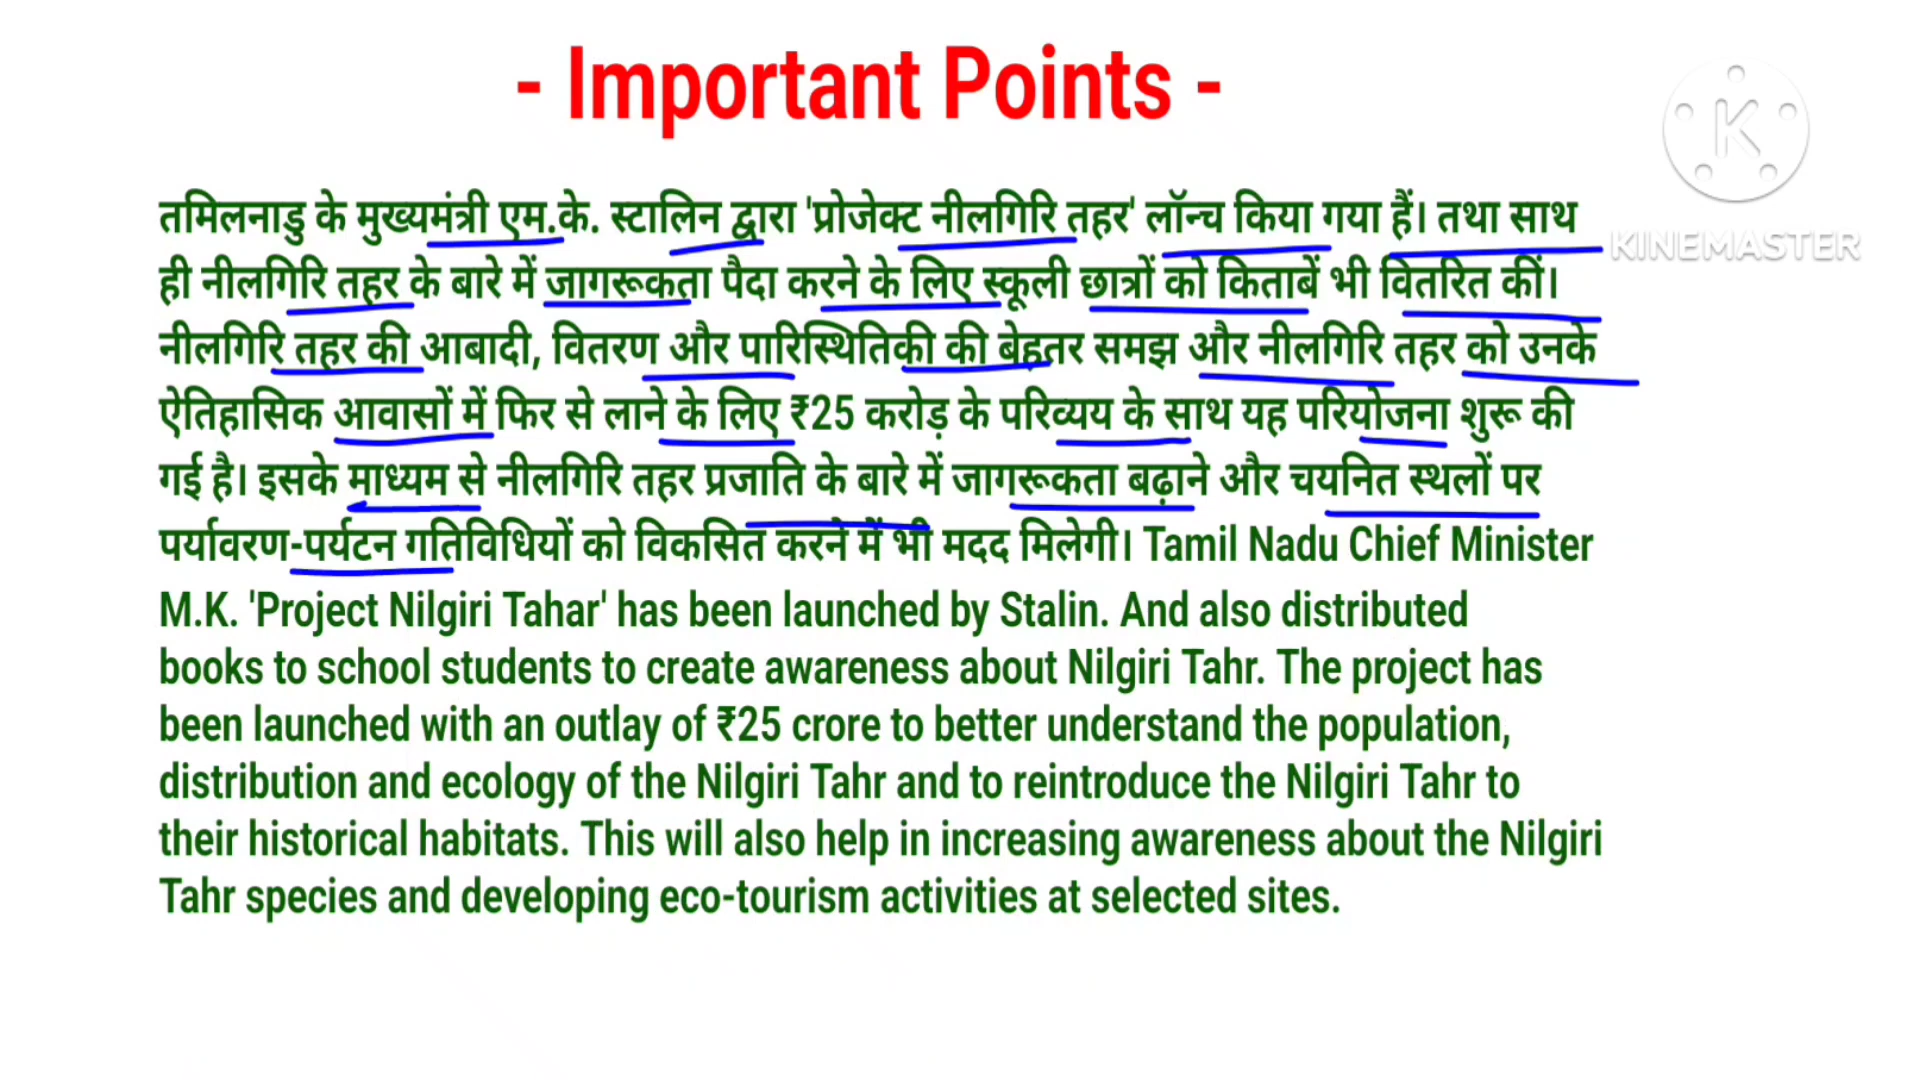 - Important Points -
तमिलनाडु के मुख्यमंत्री एम.के. स्टालिन द्वारा 'प्रोजेक्ट नीलगिरि तहर' लॉन्च किया गया हैं। तथा साथ
ही नीलगिरि तहर के बारे में जागरूकता पैदा करने के लिए स्कूली छात्रों को किताबें भी वितरित कीं।
नीलगिरि तहर की आबादी, वितरण और पारिस्थितिकी की बेहतर समझ और नीलगिरि तहर को उनके
ऐतिहासिक आवासों में फिर से लाने के लिए ₹25 करोड़ के परिव्यय के साथ यह परियोजना शुरू की
गई है। इसके माध्यम से नीलगिरि तहर प्रजाति के बारे में जागरूकता बढ़ाने और चयनित स्थलों पर
पर्यावरण-पर्यटन गतिविधियों को विकसित करने में भी मदद मिलेगी। Tamil Nadu Chief Minister
M.K. 'Project Nilgiri Tahar' has been launched by Stalin. And also distributed
books to school students to create awareness about Nilgiri Tahr. The project has
been launched with an outlay of ₹25 crore to better understand the population,
distribution and ecology of the Nilgiri Tahr and to reintroduce the Nilgiri Tahr to
their historical habitats. This will also help in increasing awareness about the Nilgiri
Tahr species and developing eco-tourism activities at selected sites.
K
KINEMASTER